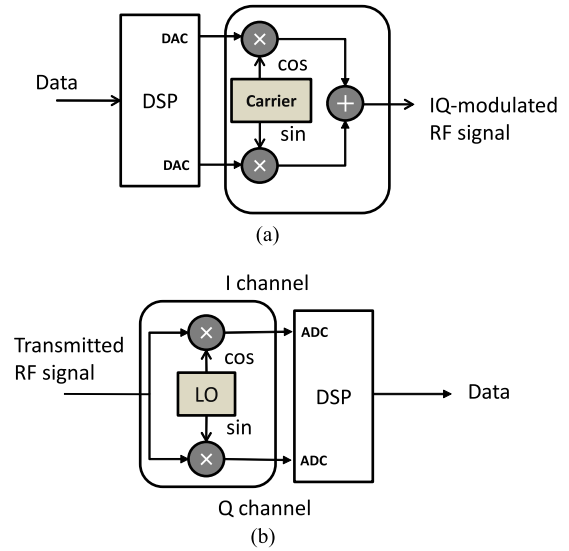 DAC
Data
DSP
DAC
×
cos
Carrier
sin
×
+
IQ-modulated
RF signal
(a)
I channel
Transmitted
RF signal
×
cos
LO
sin
×
ADC
DSP
ADC
Data
Q channel
(b)